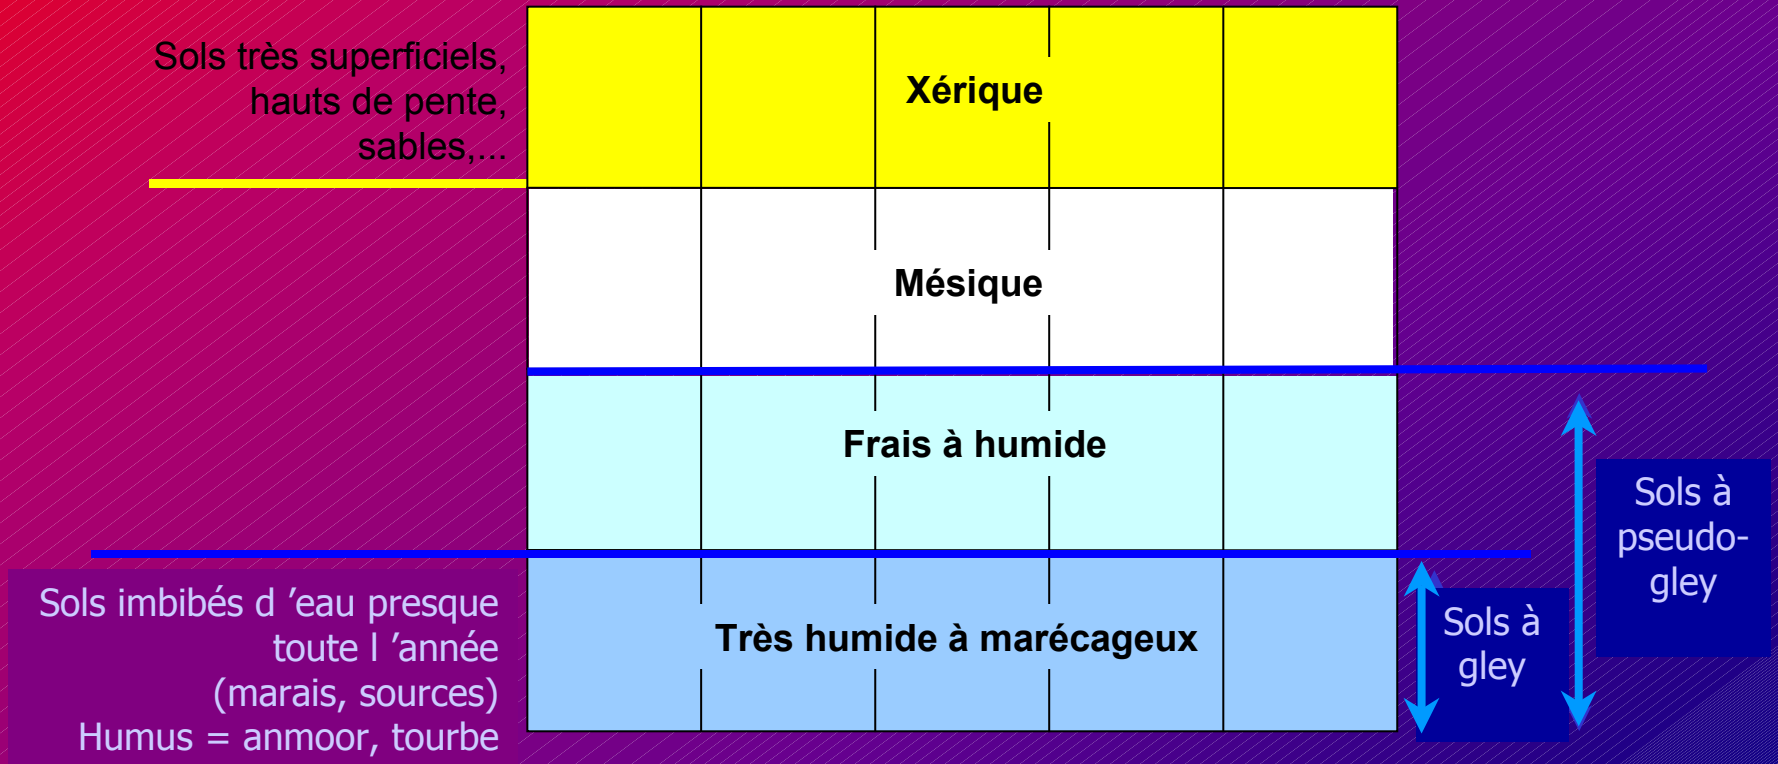 Sols très superficiels,
hauts de pente,
sables,...
Xérique
Mésique
Frais à humide
Sols à
pseudo-
gley
Sols imbibés d ’eau presque
toute l ’année
(marais, sources)
Humus = anmoor, tourbe
Très humide à marécageux
Sols à
gley